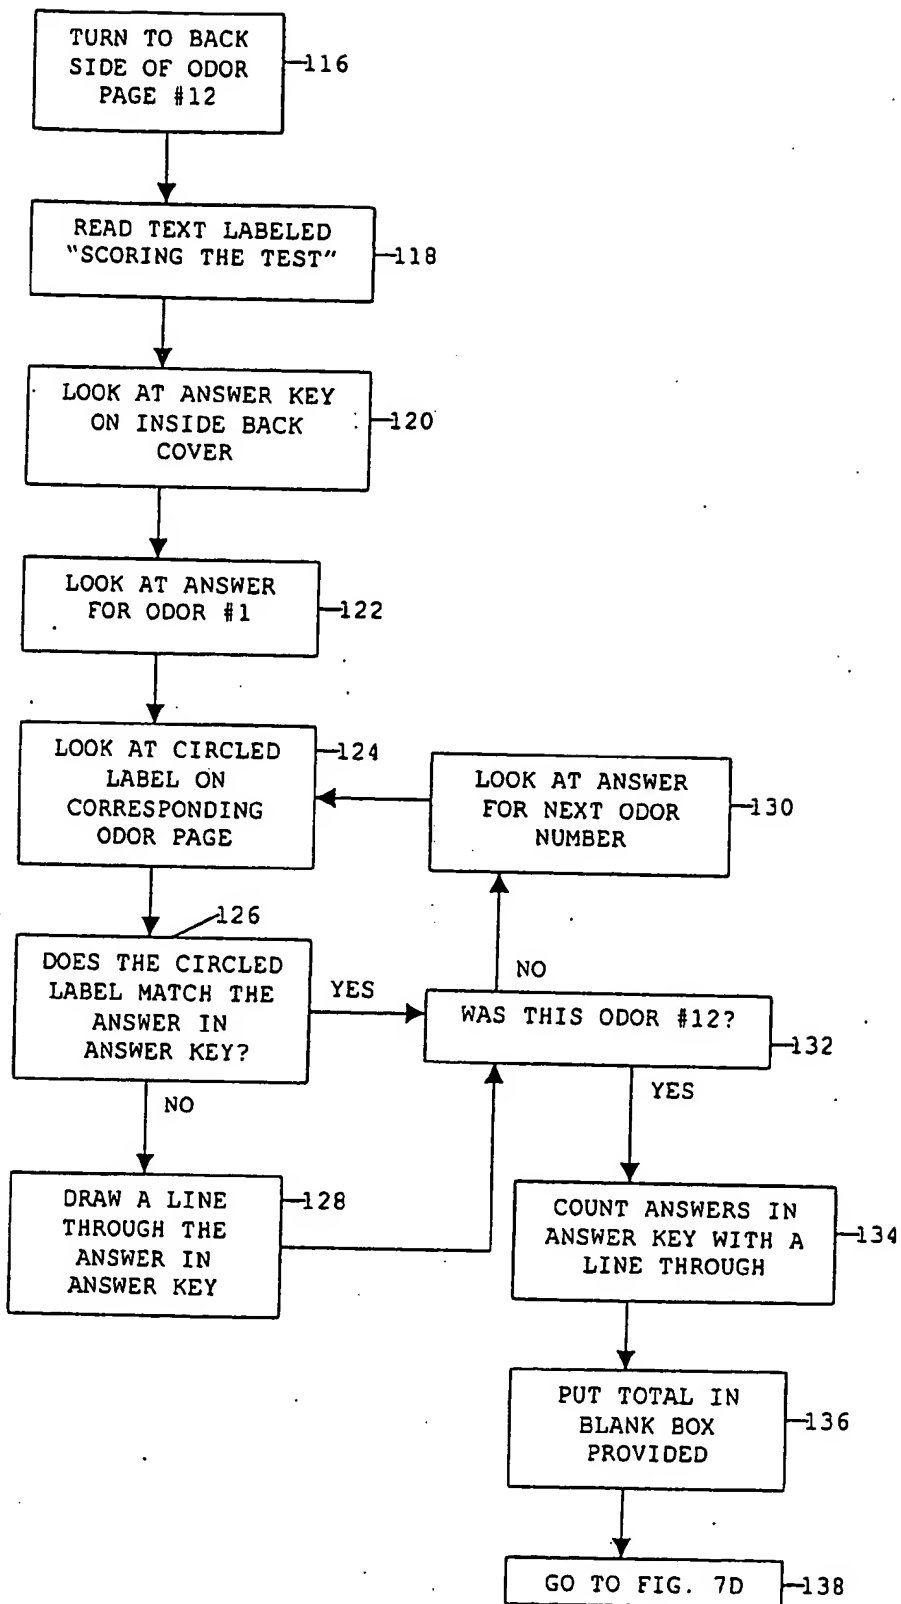 TURN TO BACK
SIDE OF ODOR
PAGE #12
116
READ TEXT LABELED
"SCORING THE TEST"
118
LOOK AT ANSWER KEY
ON INSIDE BACK
COVER
120
LOOK AT ANSWER
FOR ODOR #1
122
LOOK AT CIRCLED
LABEL ON
CORRESPONDING
ODOR PAGE
124
LOOK AT ANSWER
FOR NEXT ODOR
NUMBER
130
126
DOES THE CIRCLED
LABEL MATCH THE
ANSWER IN
ANSWER KEY?
YES
NO
WAS THIS ODOR #12?
132
NO
YES
DRAW A LINE
THROUGH THE
ANSWER IN
ANSWER KEY
128
COUNT ANSWERS IN
ANSWER KEY WITH A
LINE THROUGH
134
PUT TOTAL IN
BLANK BOX
PROVIDED
136
GO TO FIG. 7D
138